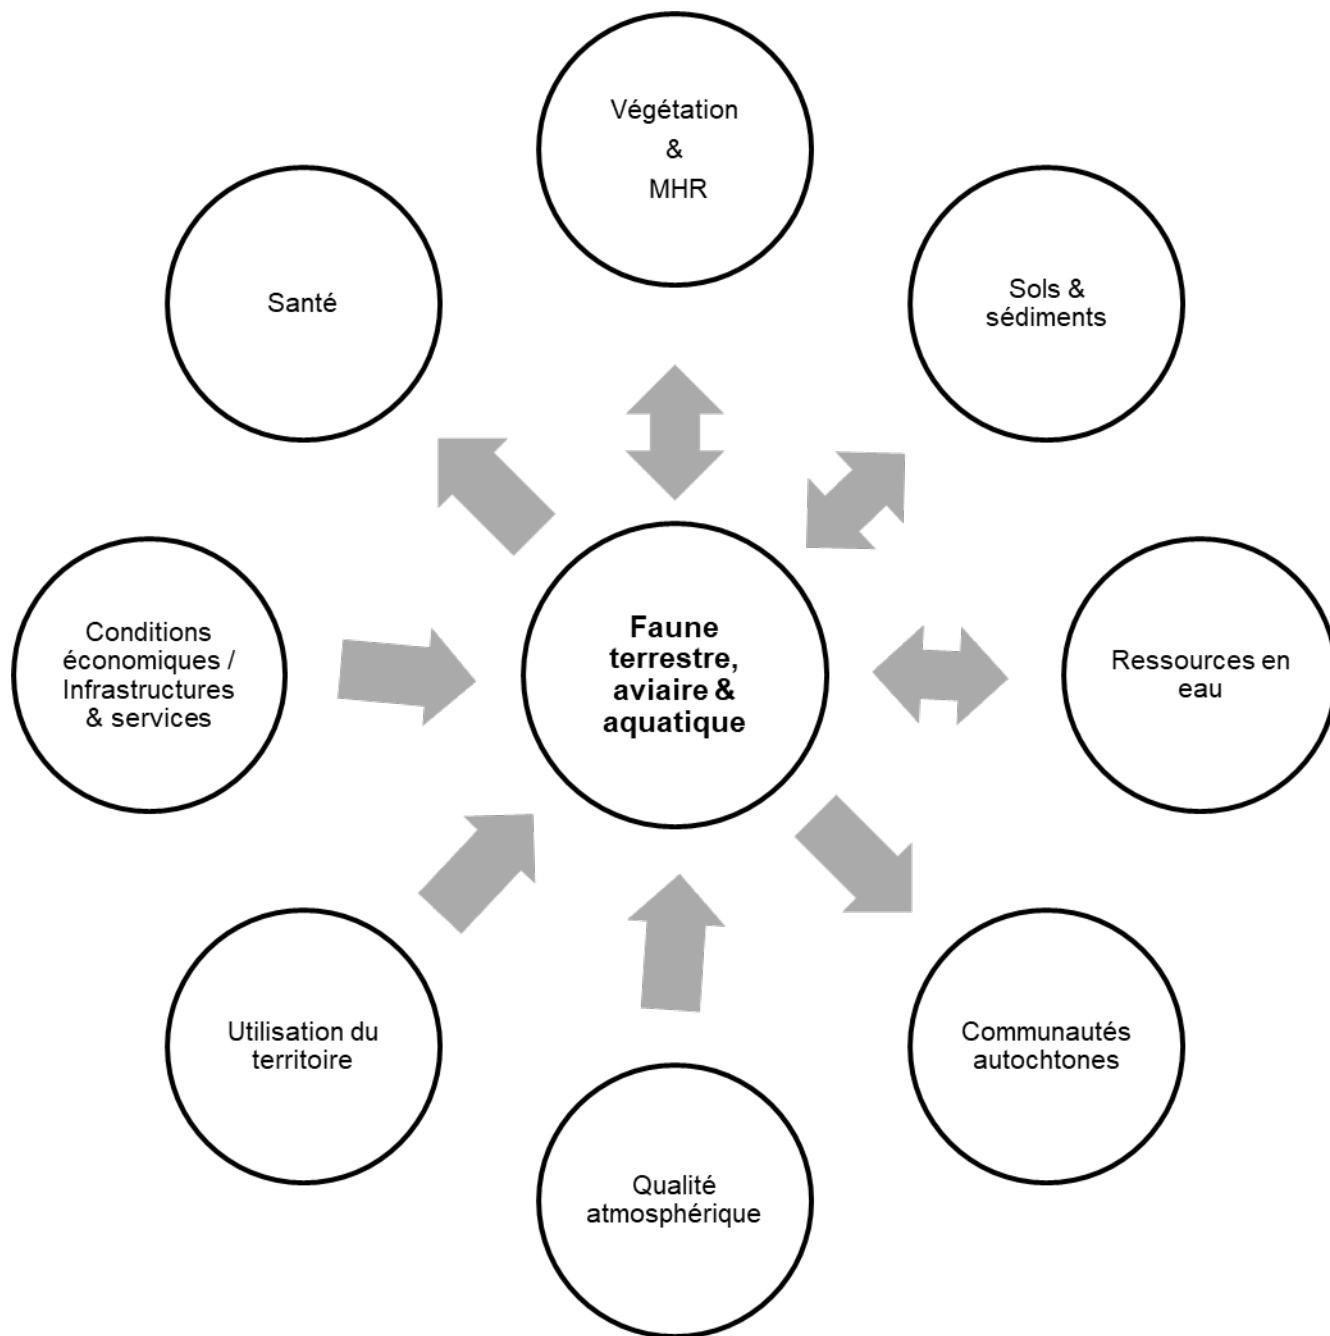 Végétation
&
MHR
Santé
Sols &
sédiments
Conditions
économiques /
Infrastructures
& services
Faune
terrestre,
aviaire &
aquatique
Ressources en
eau
Utilisation du
territoire
Communautés
autochtones
Qualité
atmosphérique